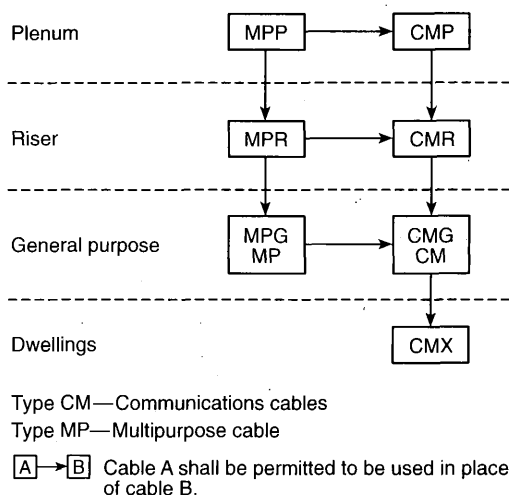 Plenum MPP CMP
Riser MPR CMR
General purpose MPG MP CMG CM
Dwellings CMX
Type CM—Communications cables
Type MP—Multipurpose cable
A B Cable A shall be permitted to be used in place
of cable B.